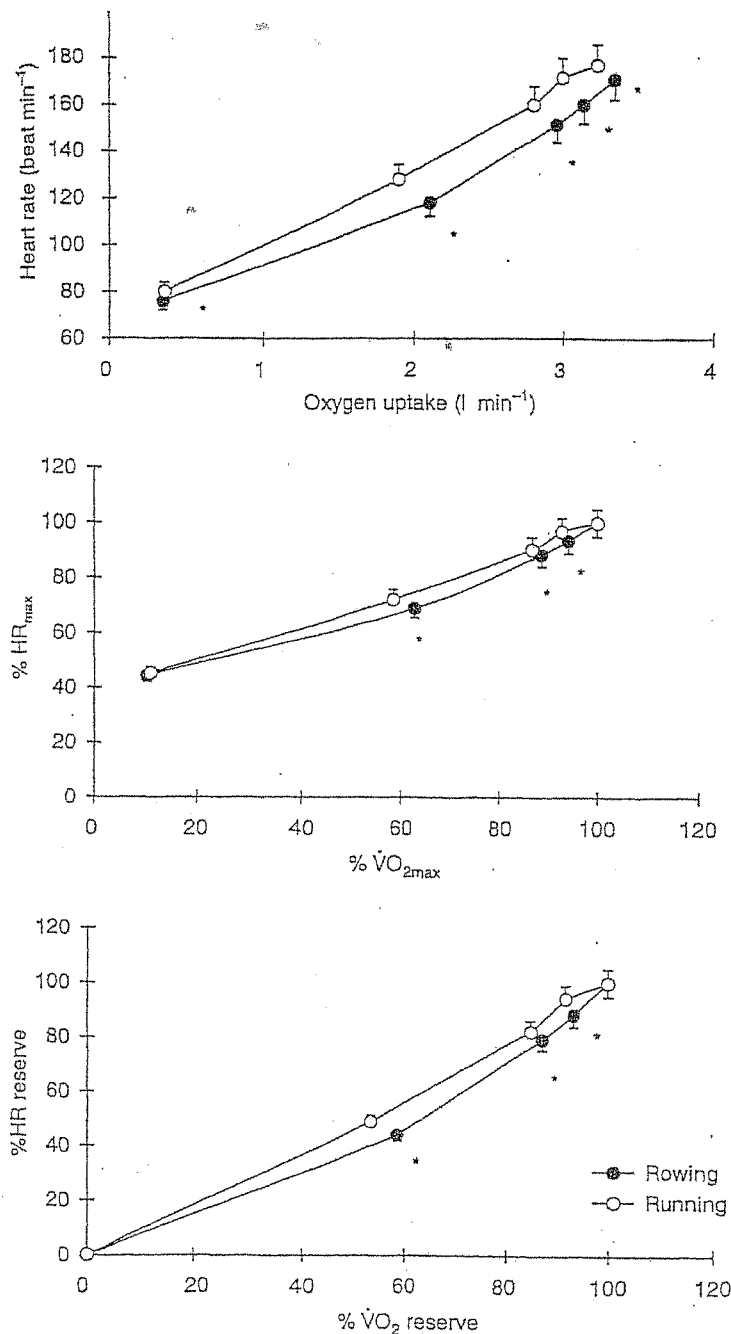 180
160
140
120
100
80
60
Heart rate (beat min⁻¹)
0 1 2 3 4
Oxygen uptake (l min⁻¹)
120
100
80
60
40
20
0
% HRmax
0 20 40 60 80 100 120
% V̇O2max
120
100
80
60
40
20
0
%HR reserve
Rowing
Running
0 20 40 60 80 100 120
% V̇O2 reserve